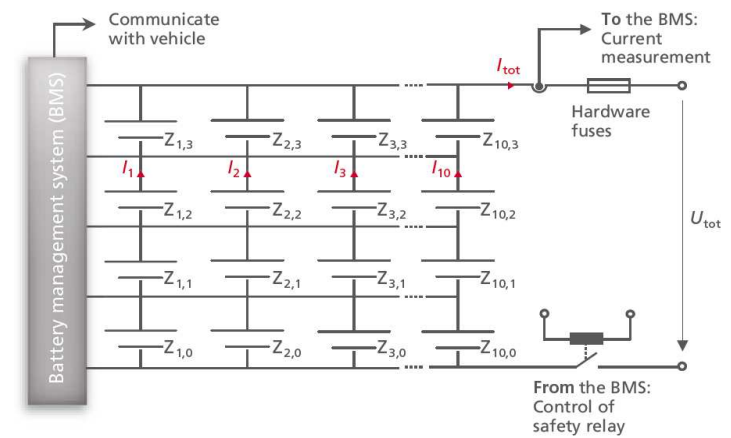 Communicate
with vehicle
To the BMS:
Current
measurement
Battery management system (BMS)
Itot
Hardware
fuses
Z1,3
Z2,3
Z3,3
Z10,3
I1
I2
I3
I10
Z1,2
Z2,2
Z3,2
Z10,2
Utot
Z1,1
Z2,1
Z3,1
Z10,1
Z1,0
Z2,0
Z3,0
Z10,0
From the BMS:
Control of
safety relay